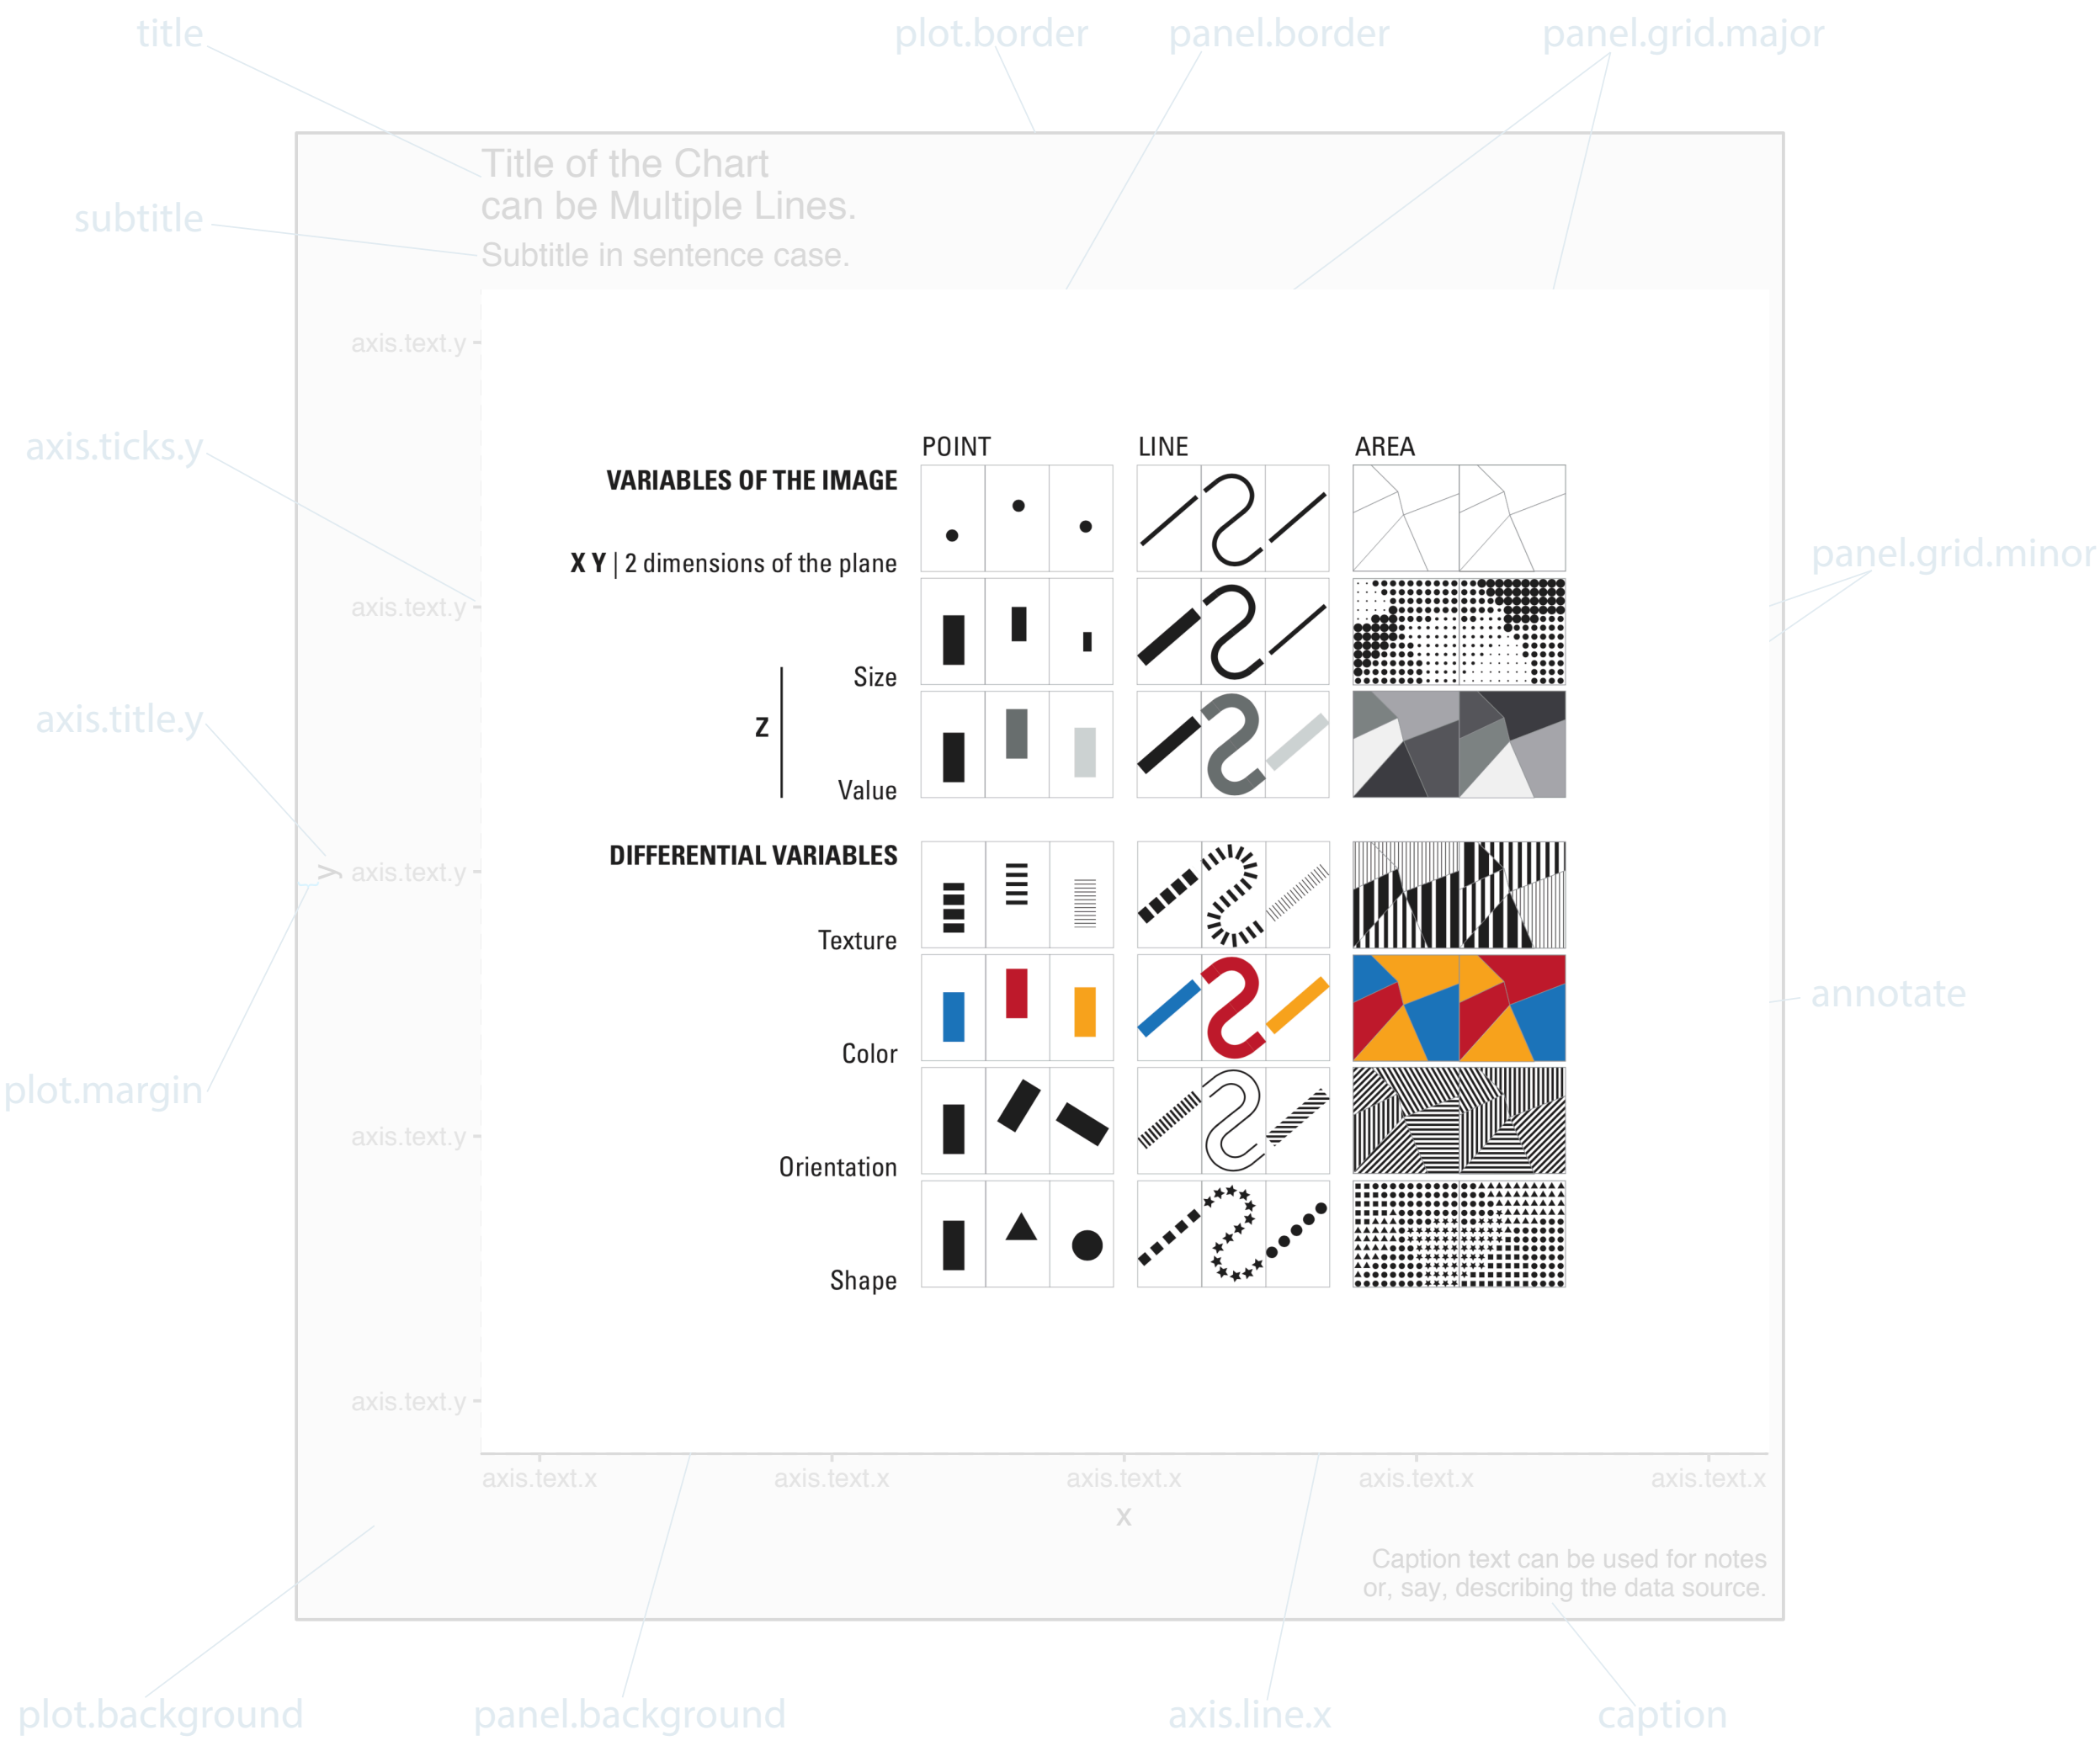 title
plot.border
panel.border
panel.grid.major
Title of the Chart
can be Multiple Lines.
subtitle
Subtitle in sentence case.
axis.text.y
POINT
LINE
AREA
axis.ticks.y
VARIABLES OF THE IMAGE
X Y | 2 dimensions of the plane
panel.grid.minor
axis.text.y
Size
axis.title.y
Z
Value
DIFFERENTIAL VARIABLES
y
axis.text.y
Texture
annotate
Color
plot.margin
axis.text.y
Orientation
Shape
axis.text.y
axis.text.x
axis.text.x
axis.text.x
axis.text.x
axis.text.x
x
Caption text can be used for notes
or, say, describing the data source.
plot.background
panel.background
axis.line.x
caption